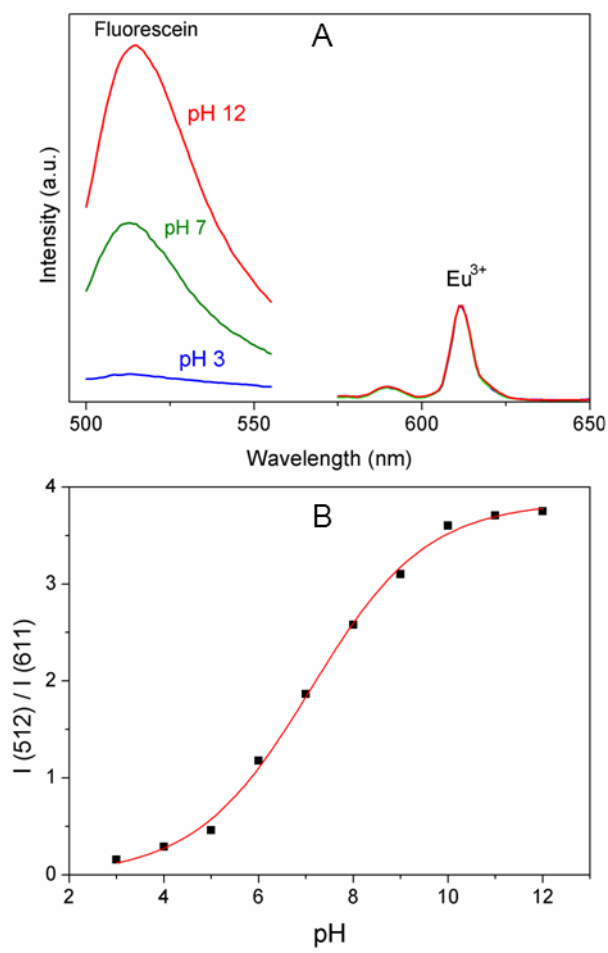 Fluorescein
A
pH 12
pH 7
pH 3
Eu³⁺
Intensity (a.u.)
500 550 600 650
Wavelength (nm)
B
4
3
2
1
0
I (512) / I (611)
2 4 6 8 10 12
pH